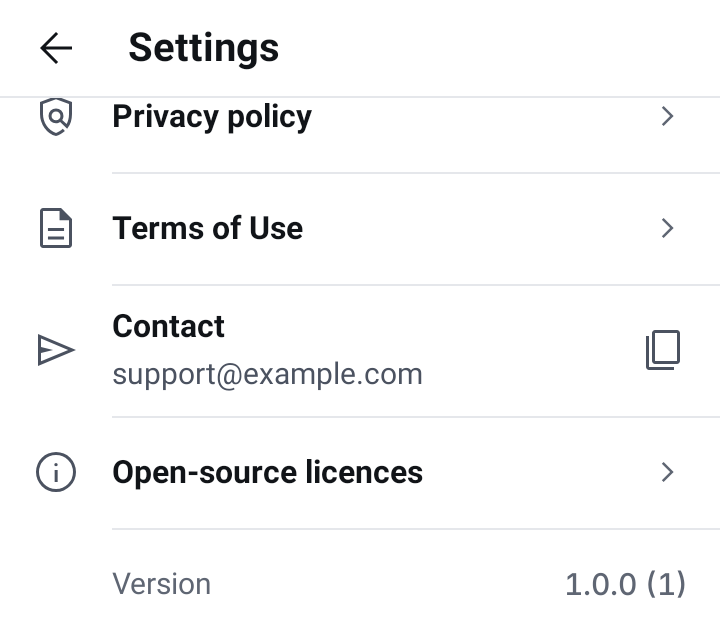 Settings
Privacy policy
Terms of Use
Contact
support@example.com
Open-source licences
Version 1.0.0 (1)